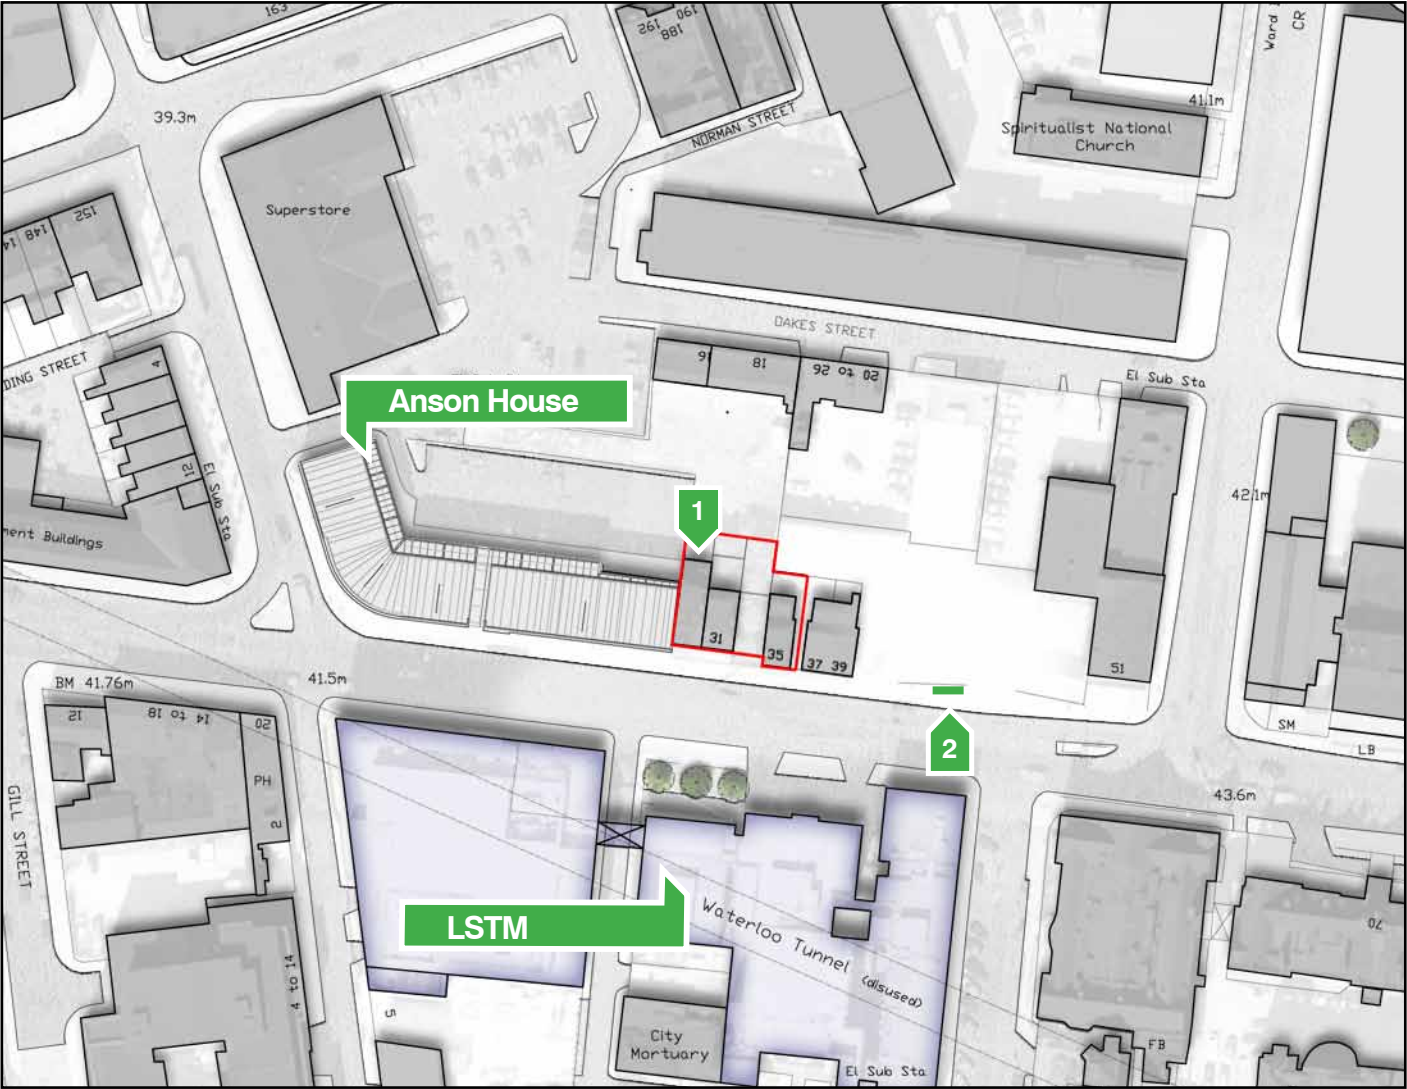 163
192
190
188
Ward
CR
39.3m
NORMAN STREET
41.1m
Spiritualist National
Church
152
148
14
Superstore
OAKES STREET
DING STREET
4
16
18
20 to 26
El Sub Sta
Anson House
12
El Sub Sta
42.1m
1
ment Buildings
31
35
37 39
51
BM 41.76m
41.5m
12
14 to 18
20
2
SM
LB
PH
2
43.6m
GILL STREET
LSTM
Waterloo Tunnel
(disused)
70
4 to 14
5
City
Mortuary
FB
El Sub Sta